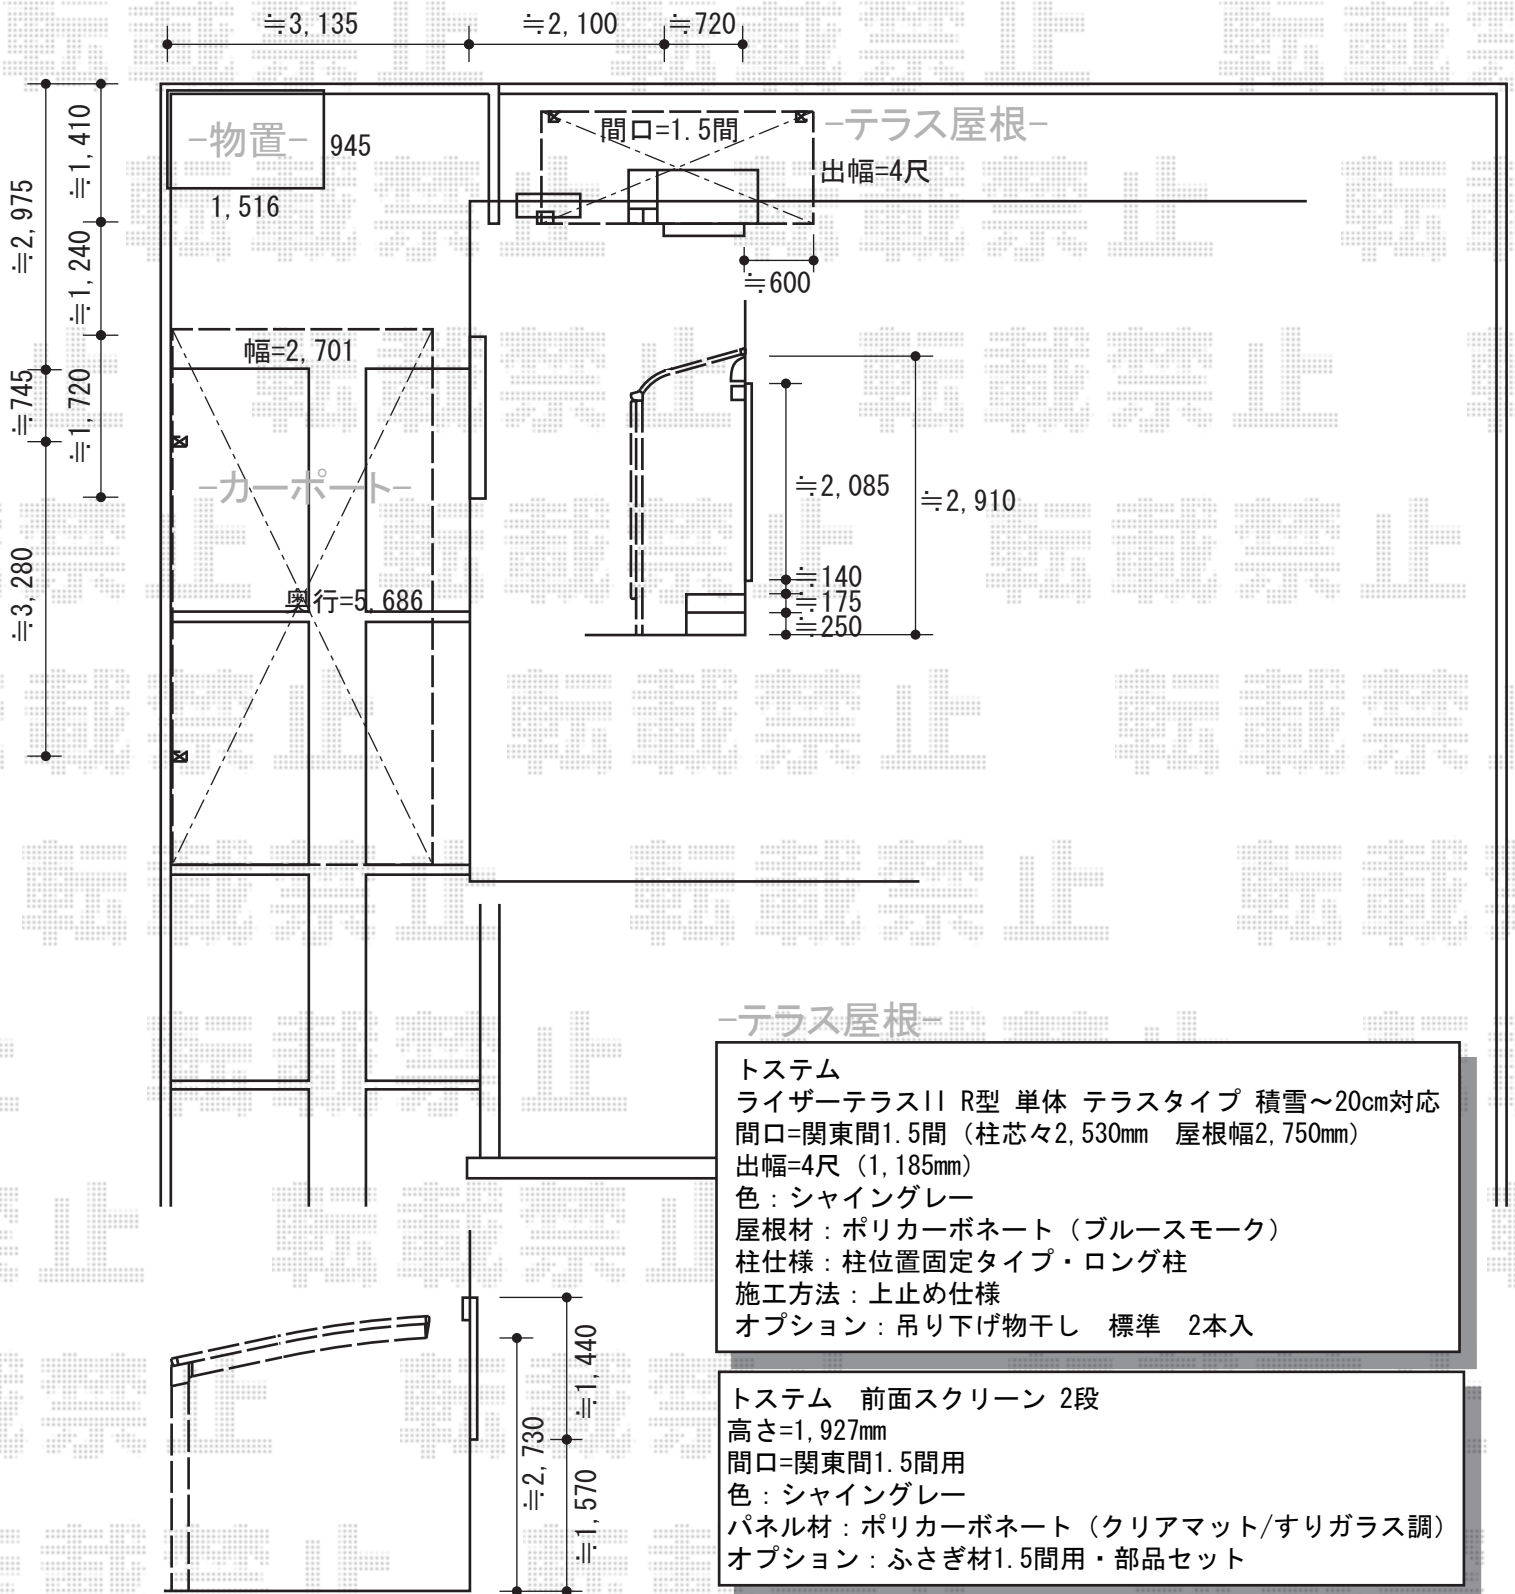 ≒3,135
≒2,100
≒720
≒2,975
≒1,410
≒1,240
≒745
≒1,720
≒3,280
-物置-
945
1,516
間口=1.5間
-テラス屋根-
出幅=4尺
≒600
幅=2,701
-カーポート-
奥行=5,686
≒2,085
≒2,910
≒140
≒175
≒250
-テラス屋根-
トステム
ライザーテラスII R型 単体 テラスタイプ 積雪～20cm対応
間口=関東間1.5間（柱芯々2,530mm 屋根幅2,750mm）
出幅=4尺（1,185mm）
色：シャイングレー
屋根材：ポリカーボネート（ブルースモーク）
柱仕様：柱位置固定タイプ・ロング柱
施工方法：上止め仕様
オプション：吊り下げ物干し 標準 2本入
≒1,440
≒2,730
≒1,570
トステム 前面スクリーン 2段
高さ=1,927mm
間口=関東間1.5間用
色：シャイングレー
パネル材：ポリカーボネート（クリアマット/すりガラス調）
オプション：ふさぎ材1.5間用・部品セット
転載禁止